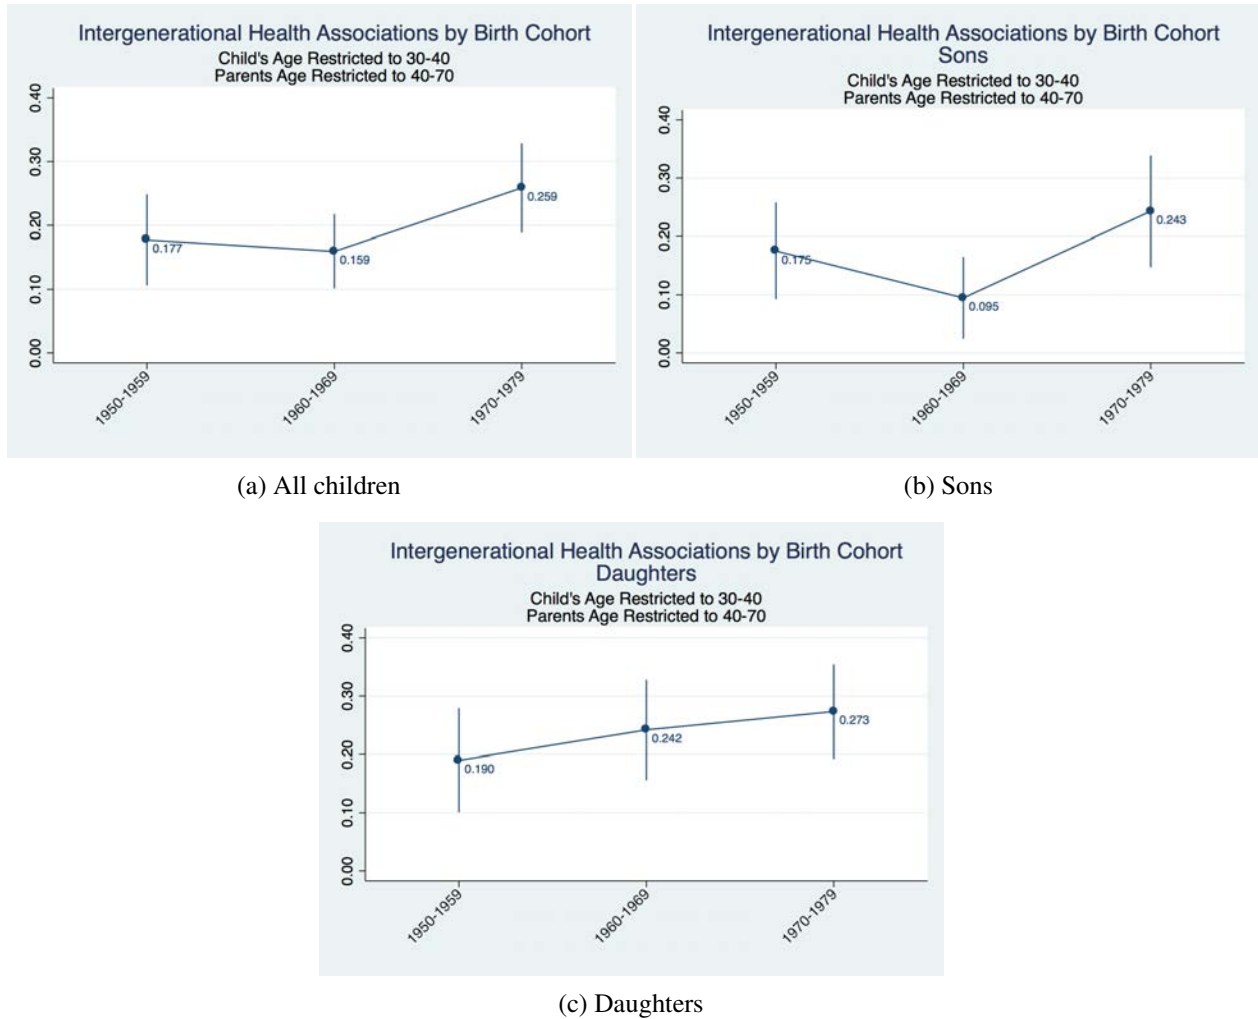 Intergenerational Health Associations by Birth Cohort
Child's Age Restricted to 30-40
Parents Age Restricted to 40-70
0.40
0.30
0.20
0.10
0.00
0.177
0.159
0.259
1950-1959
1960-1969
1970-1979
(a) All children
Intergenerational Health Associations by Birth Cohort
Sons
Child's Age Restricted to 30-40
Parents Age Restricted to 40-70
0.40
0.30
0.20
0.10
0.00
0.175
0.095
0.243
1950-1959
1960-1969
1970-1979
(b) Sons
Intergenerational Health Associations by Birth Cohort
Daughters
Child's Age Restricted to 30-40
Parents Age Restricted to 40-70
0.40
0.30
0.20
0.10
0.00
0.190
0.242
0.273
1950-1959
1960-1969
1970-1979
(c) Daughters